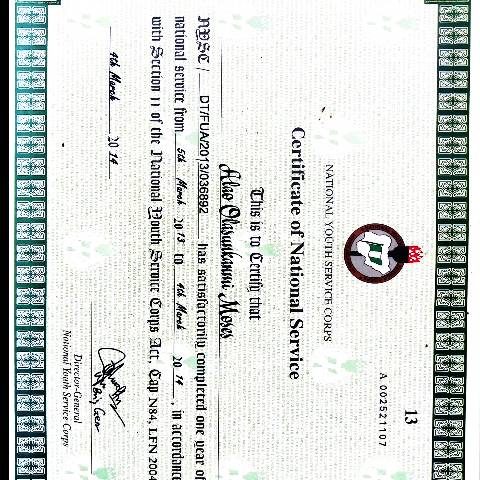 13
A 002521107
NATIONAL YOUTH SERVICE CORPS
Certificate of National Service
This is to Certify that
Alao Olasunkanmi Moses
NYSC / DT/FUA/2013/036892 has satisfactorily completed one year of
national service from 5th March 2013 to 4th March 2014, in accordance
with Section 11 of the National Youth Service Corps Act, Cap N84, LFN 2004
4th March 2014
Director-General
National Youth Service Corps